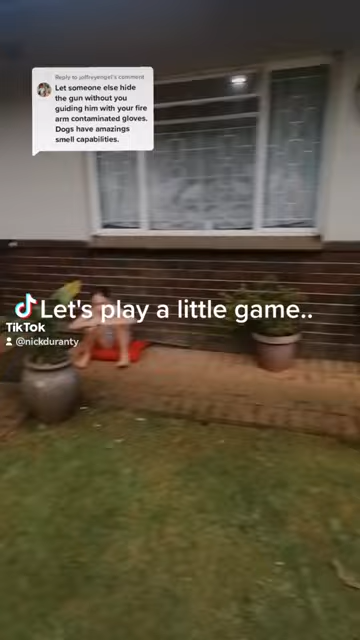 Reply to jeffreyengel's comment
Let someone else hide
the gun without you
guiding him with your fire
arm contaminated gloves.
Dogs have amazings
smell capabilities.
Let's play a little game..
TikTok
@nickduranty